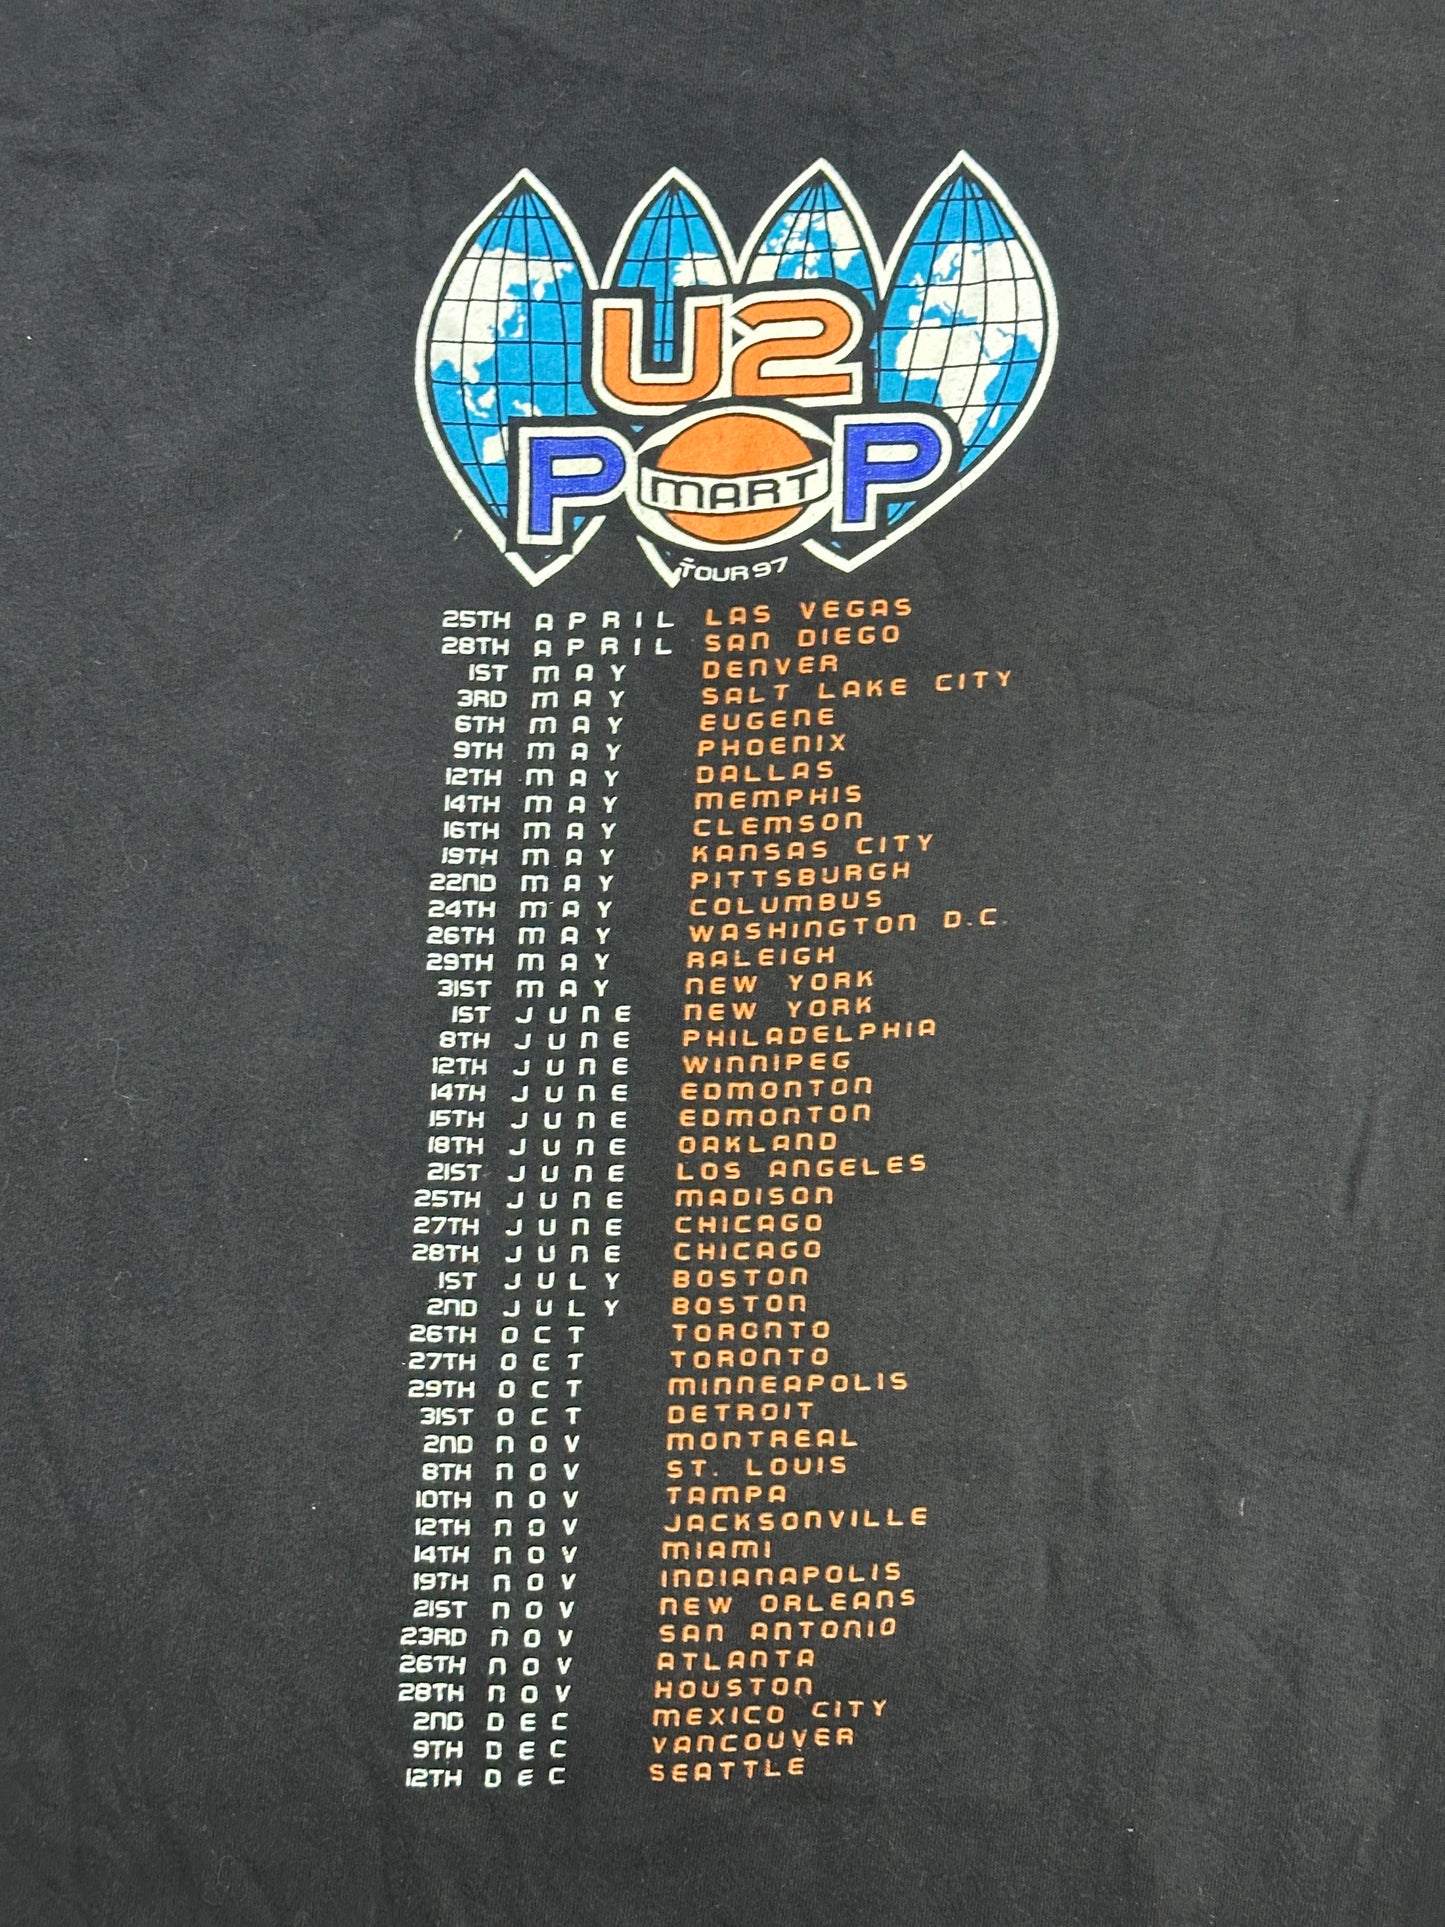 U2
POP
MART
TOUR 97
25TH APRIL LAS VEGAS
28TH APRIL SAN DIEGO
1ST MAY DENVER
3RD MAY SALT LAKE CITY
6TH MAY EUGENE
9TH MAY PHOENIX
12TH MAY DALLAS
14TH MAY MEMPHIS
16TH MAY CLEMSON
19TH MAY KANSAS CITY
22ND MAY PITTSBURGH
24TH MAY COLUMBUS
26TH MAY WASHINGTON D.C.
29TH MAY RALEIGH
31ST MAY NEW YORK
1ST JUNE NEW YORK
8TH JUNE PHILADELPHIA
12TH JUNE WINNIPEG
14TH JUNE EDMONTON
15TH JUNE EDMONTON
18TH JUNE OAKLAND
21ST JUNE LOS ANGELES
25TH JUNE MADISON
27TH JUNE CHICAGO
28TH JUNE CHICAGO
1ST JULY BOSTON
2ND JULY BOSTON
26TH OCT TORONTO
27TH OCT TORONTO
29TH OCT MINNEAPOLIS
31ST OCT DETROIT
2ND NOV MONTREAL
8TH NOV ST. LOUIS
10TH NOV TAMPA
12TH NOV JACKSONVILLE
14TH NOV MIAMI
19TH NOV INDIANAPOLIS
21ST NOV NEW ORLEANS
23RD NOV SAN ANTONIO
26TH NOV ATLANTA
28TH NOV HOUSTON
2ND DEC MEXICO CITY
9TH DEC VANCOUVER
12TH DEC SEATTLE